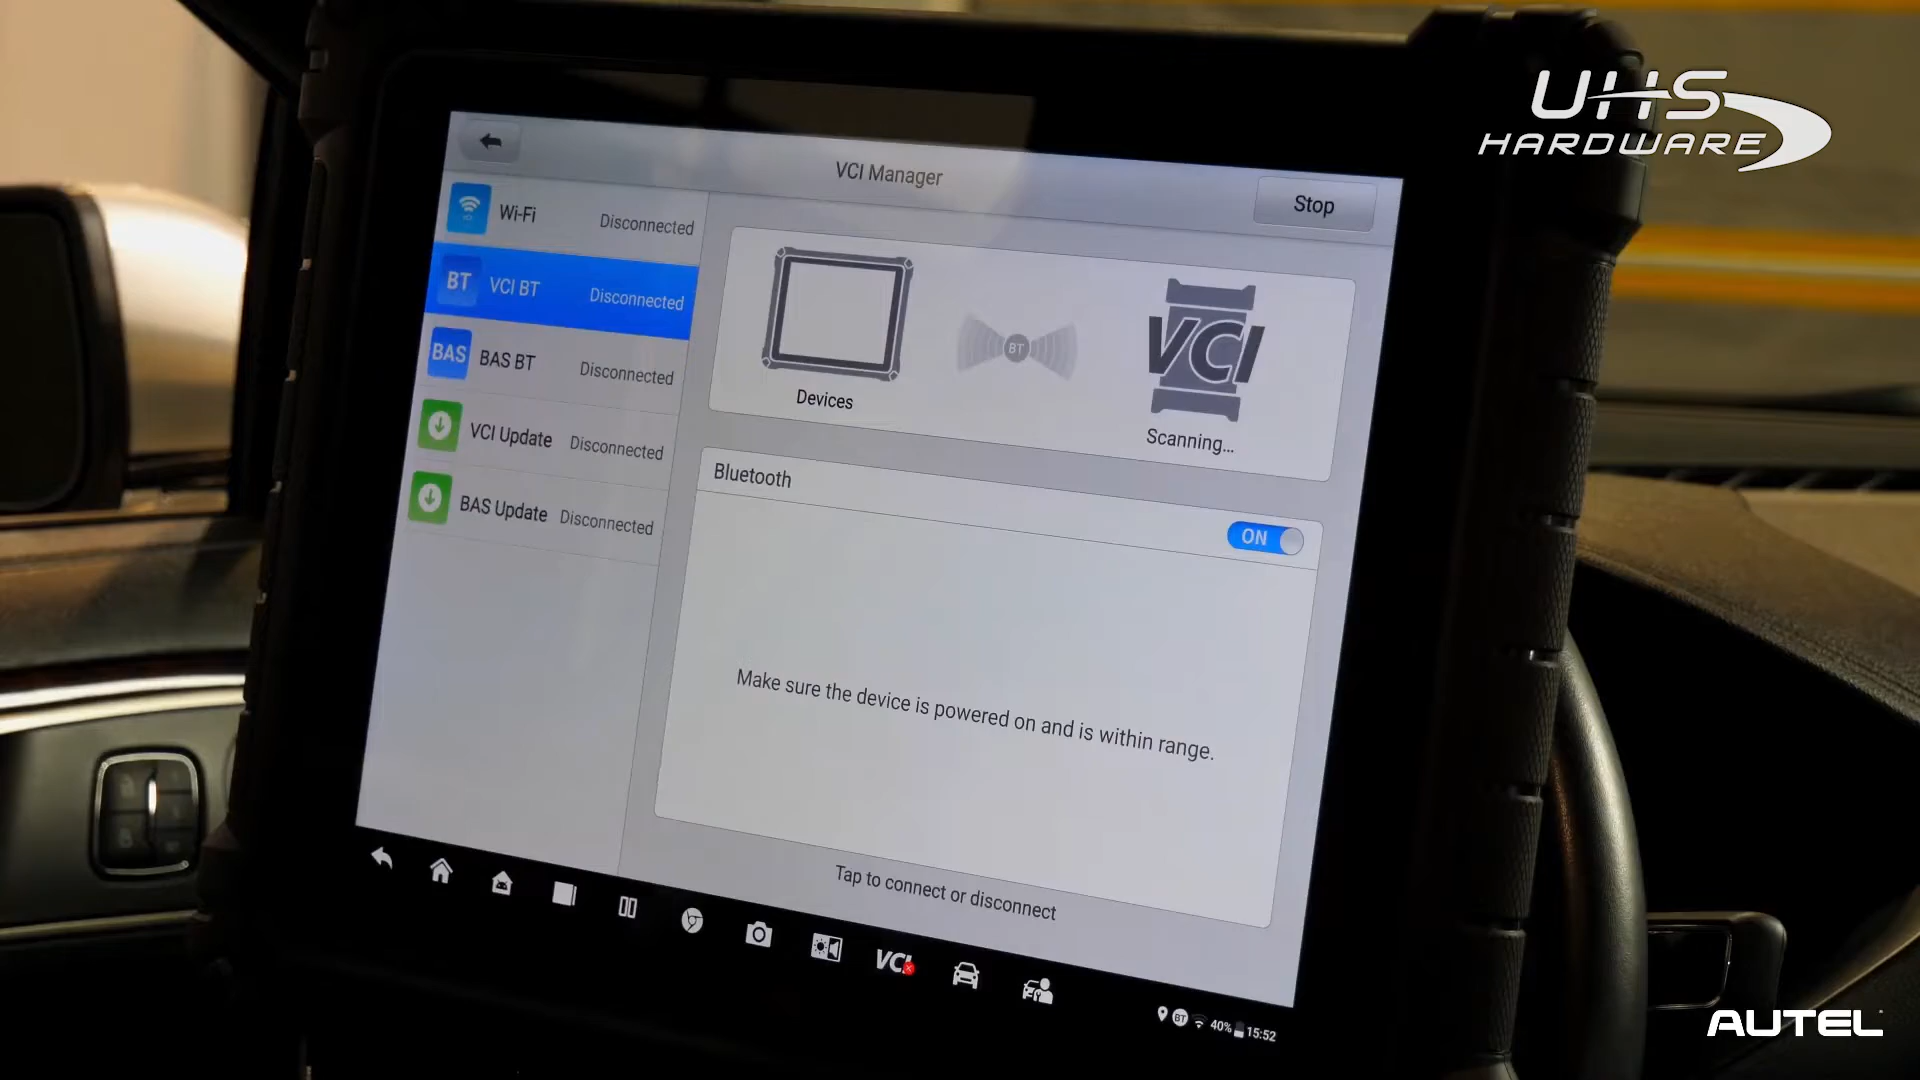 UHS
HARDWARE
VCI Manager
Stop
Wi-Fi Disconnected
BT VCI BT Disconnected
BAS BAS BT Disconnected
VCI Update Disconnected
BAS Update Disconnected
BT
VCI
Devices
Scanning...
Bluetooth
ON
Make sure the device is powered on and is within range.
Tap to connect or disconnect
VCI
BT 40% 15:52
AUTEL